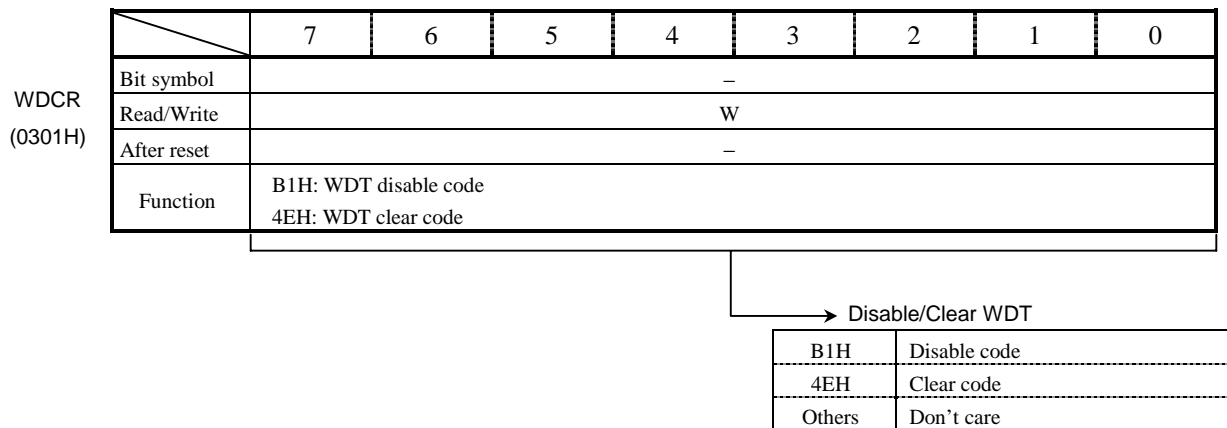 7 6 5 4 3 2 1 0
WDCR
(0301H)
Bit symbol –
Read/Write W
After reset –
Function
B1H: WDT disable code
4EH: WDT clear code
Disable/Clear WDT
B1H Disable code
4EH Clear code
Others Don’t care